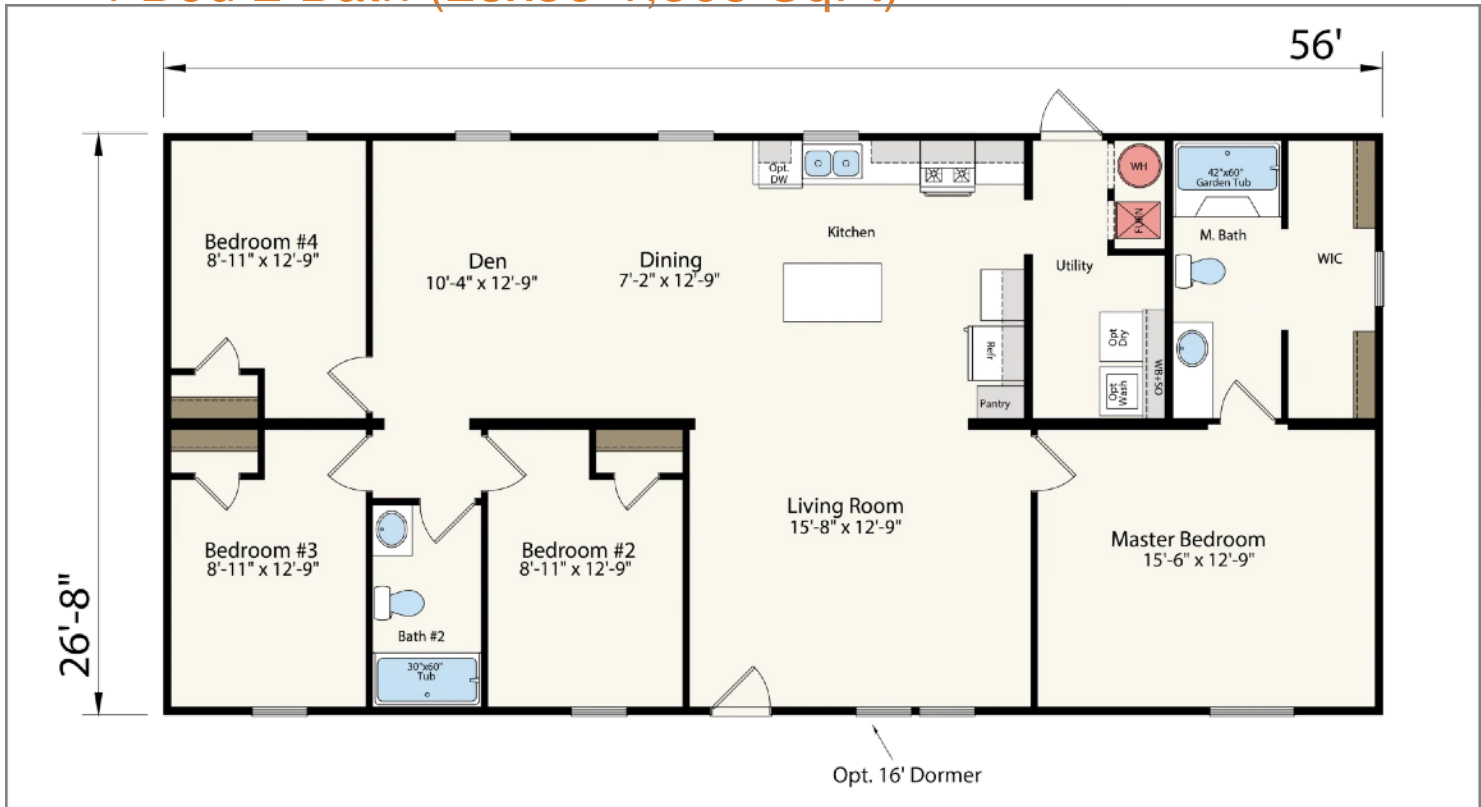 56'
26'-8"
Bedroom #4
8'-11" x 12'-9"
Den
10'-4" x 12'-9"
Dining
7'-2" x 12'-9"
Opt.
DW
Kitchen
Refr
Pantry
Utility
WH
FURN
Opt
Dry
Opt
Wash
WB+SO
42"x60"
Garden Tub
M. Bath
WIC
Bedroom #3
8'-11" x 12'-9"
Bath #2
30"x60"
Tub
Bedroom #2
8'-11" x 12'-9"
Living Room
15'-8" x 12'-9"
Master Bedroom
15'-6" x 12'-9"
Opt. 16' Dormer